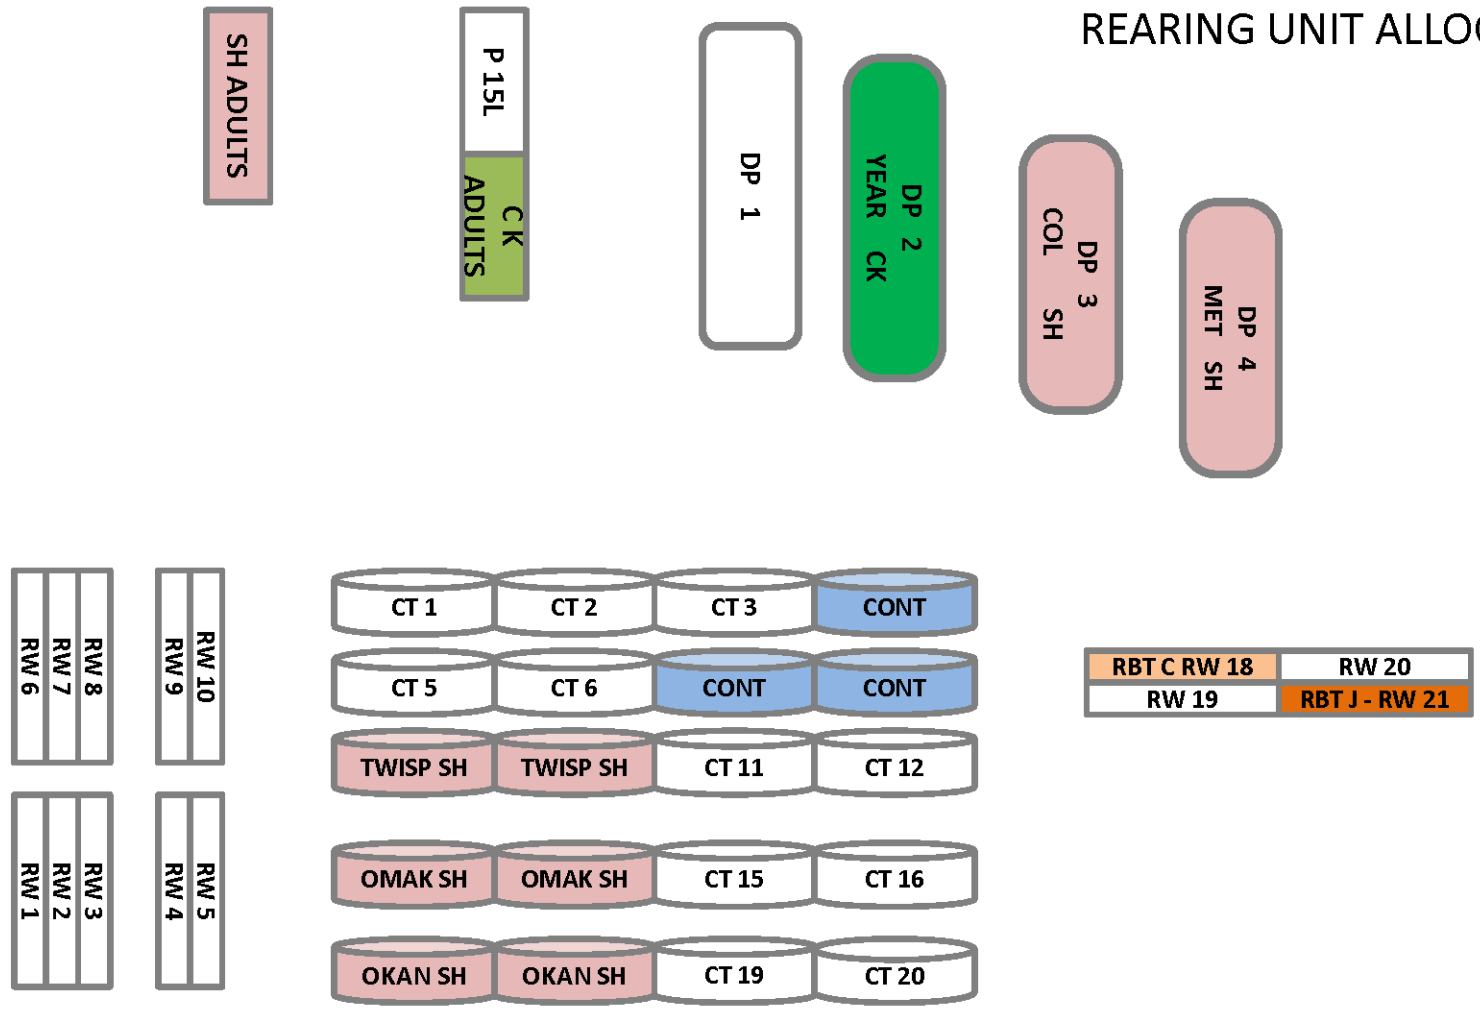 REARING UNIT ALLOC
SH ADULTS
P 15L
C K
ADULTS
DP 1
DP 2
YEAR CK
DP 3
COL SH
DP 4
MET SH
RW 6
RW 7
RW 8
RW 9
RW 10
CT 1
CT 2
CT 3
CONT
CT 5
CT 6
CONT
CONT
TWISP SH
TWISP SH
CT 11
CT 12
RBT C RW 18
RW 20
RW 19
RBT J - RW 21
RW 1
RW 2
RW 3
RW 4
RW 5
OMAK SH
OMAK SH
CT 15
CT 16
OKAN SH
OKAN SH
CT 19
CT 20